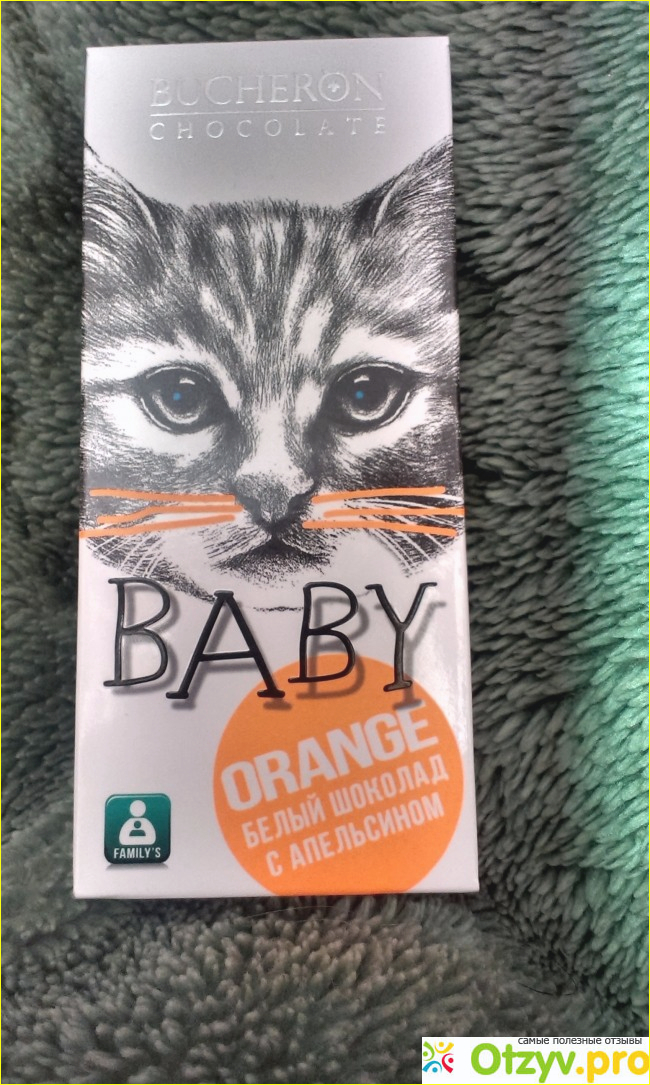 BUCHERON
CHOCOLATE
BABY
ORANGE
БЕЛЫЙ ШОКОЛАД
С АПЕЛЬСИНОМ
FAMILY'S
самые полезные отзывы
Otzyv.pro